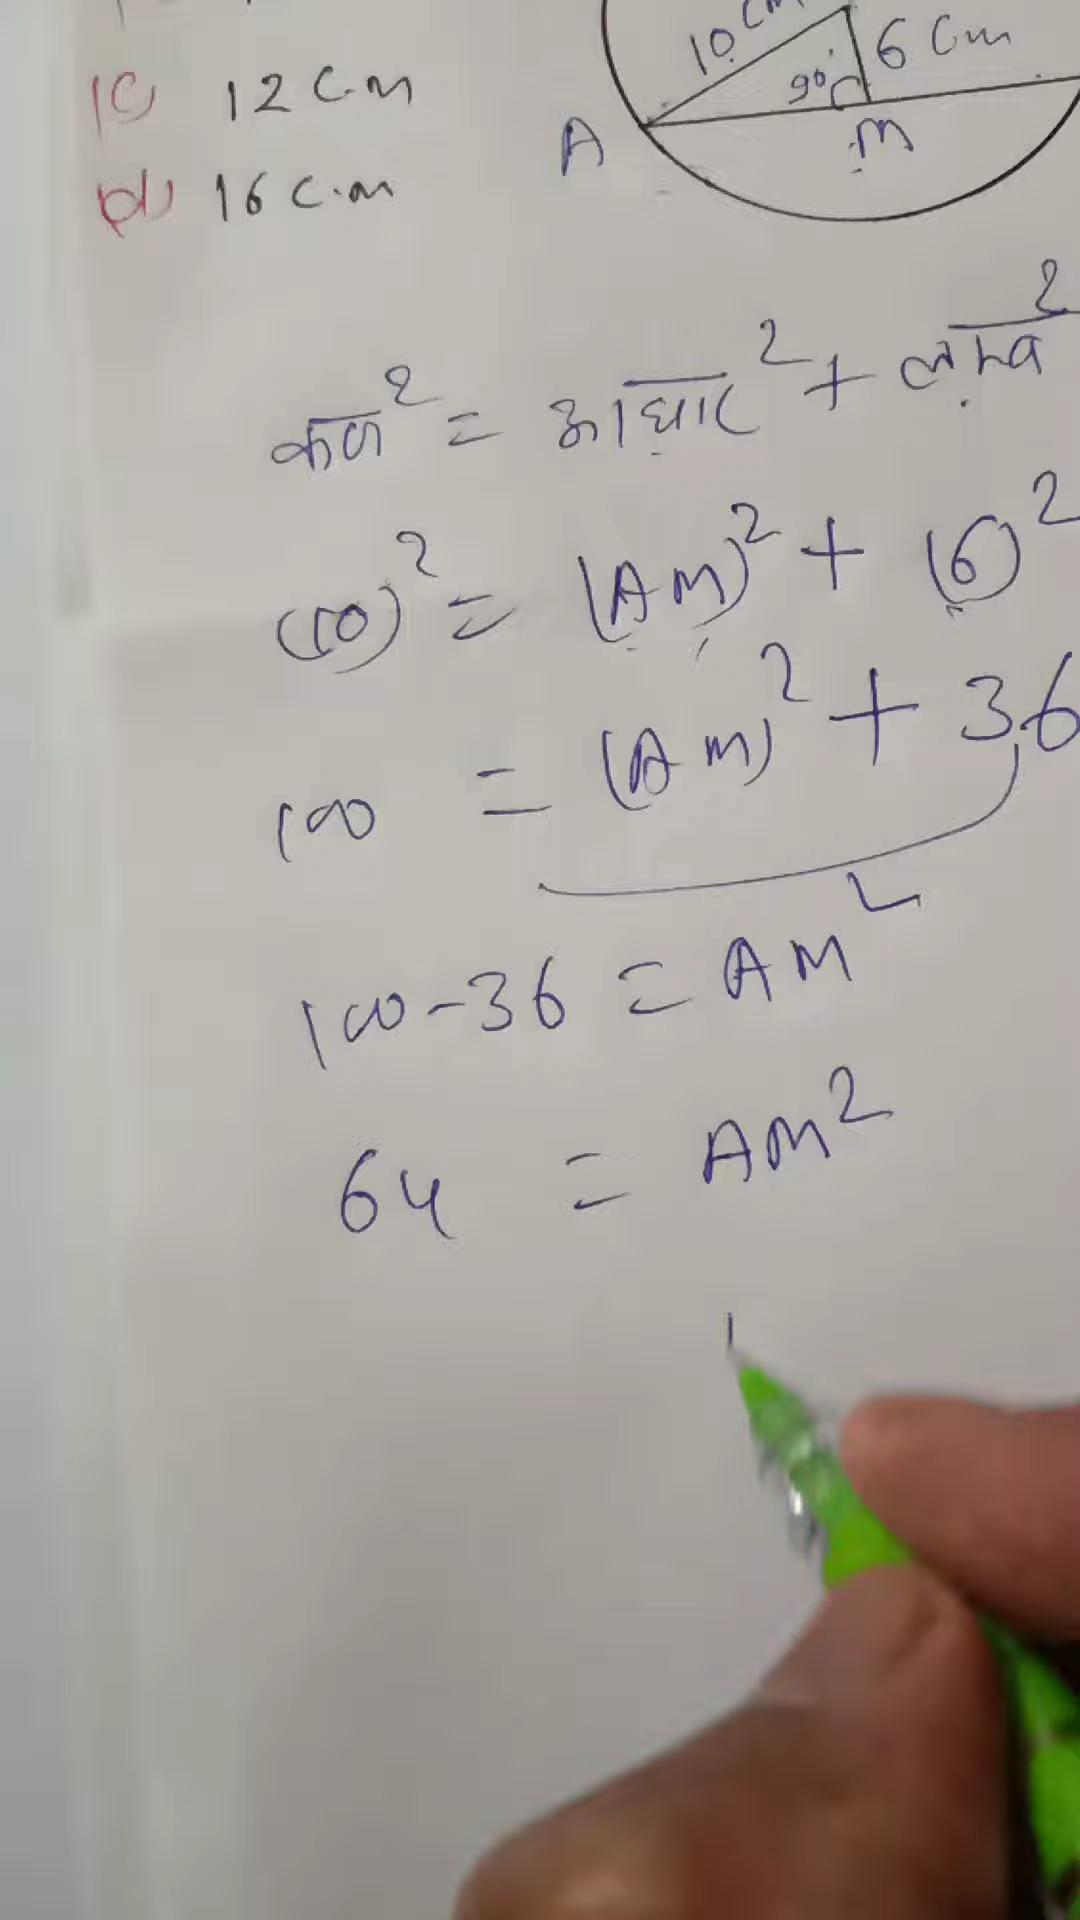 (C) 12 C.m
(d) 16 C.m
10 cm
6 Cm
90°
A
M
कर्ण² = आधार² + लम्ब²
(10)² = (AM)² + (6)²
100 = (AM)² + 36
100-36 = AM²
64 = AM²